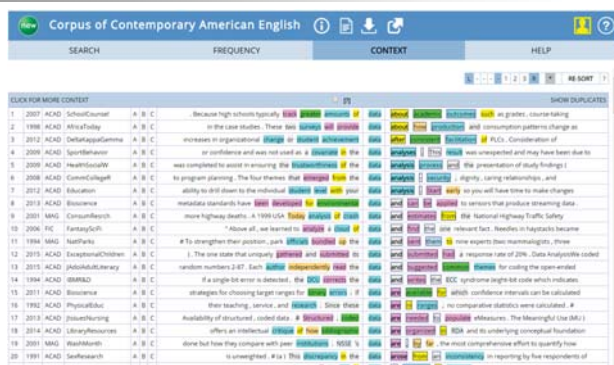 new Corpus of Contemporary American English
SEARCH FREQUENCY CONTEXT HELP
L - - - 1 2 3 R * RE-SORT ?
CLICK FOR MORE CONTEXT [?] SHOW DUPLICATES
1 2007 ACAD SchoolCounsel A B C . Because high schools typically track greater amounts of data about academic outcomes such as grades , course-taking
2 1998 ACAD AfricaToday A B C in the case studies . These two surveys will provide data about how production and consumption patterns change as
3 2012 ACAD DeltaKappaGamma A B C increases in organizational change or student achievement data after consistent facilitation of PLCs . Consideration of
4 2009 ACAD SportBehavior A B C or confidence and was not used as a covariate in the data analyses . This result was unexpected and may have been due to
5 2009 ACAD HealthSocialW A B C was completed to assist in ensuring the trustworthiness of the data analysis process and the presentation of study findings (
6 2008 ACAD CommCollegeR A B C to program planning . The four themes that emerged from the data analysis , security , dignity , caring relationships , and
7 2012 ACAD Education A B C ability to drill down to the individual student level with your data analysis . Start early so you will have time to make changes
8 2013 ACAD Bioscience A B C metadata standards have been developed for environmental data and can be applied to sensors that produce streaming data .
9 2001 MAG ConsumResrch A B C more highway deaths . A 1999 USA Today analysis of crash data and estimates from the National Highway Traffic Safety
10 2006 FIC FantasySciFi A B C " Above all , we learned to analyze a cloud of data and find the one relevant fact . Needles in haystacks became
11 1994 MAG NatlParks A B C # To strengthen their position , park officials bundled up the data and sent them to nine experts (two mammalogists , three
12 2015 ACAD ExceptionalChildren A B C ) . The one state that uniquely gathered and submitted its data and submitted had a response rate of 20% . Data AnalysisWe coded
13 2015 ACAD JAdolAdultLiteracy A B C random numbers 2-87 . Each author independently read the data and suggested common themes for coding the open-ended
14 1994 ACAD IBMR&D A B C If a single bit error is detected , the DCU corrects the data and writes the ECC syndrome (eight-bit code which indicates
15 2011 ACAD Bioscience A B C strategies for choosing target ranges for binary errors . If data are available for which confidence intervals can be calculated
16 1992 ACAD PhysicalEduc A B C their teaching , service , and research . Since these data are in ranges , no comparative statistics were calculated . #
17 2013 ACAD JIssuesNursing A B C Availability of structured , coded data . # Structured , coded data are needed to populate eMeasures . The Meaningful Use (MU )
18 2014 ACAD LibraryResources A B C offers an intellectual critique of how bibliographic data are organized in RDA and its underlying conceptual foundation
19 2001 MAG WashMonth A B C done but how they compare with peer institutions . NSSE 's data are by far , the most comprehensive effort to quantify how
20 1991 ACAD SexResearch A B C is unweighted . # (a ) This discrepancy in the data arose from an inconsistency in reporting by five respondents of